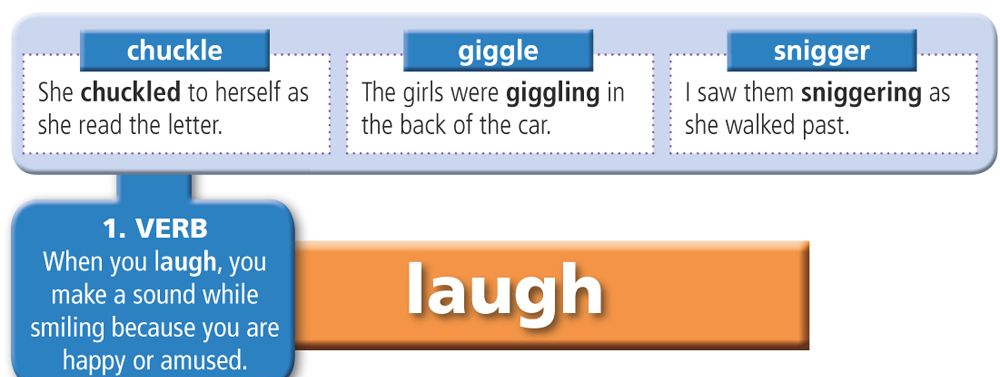 chuckle
She chuckled to herself as
she read the letter.
giggle
The girls were giggling in
the back of the car.
snigger
I saw them sniggering as
she walked past.
1. VERB
When you laugh, you
make a sound while
smiling because you are
happy or amused.
laugh